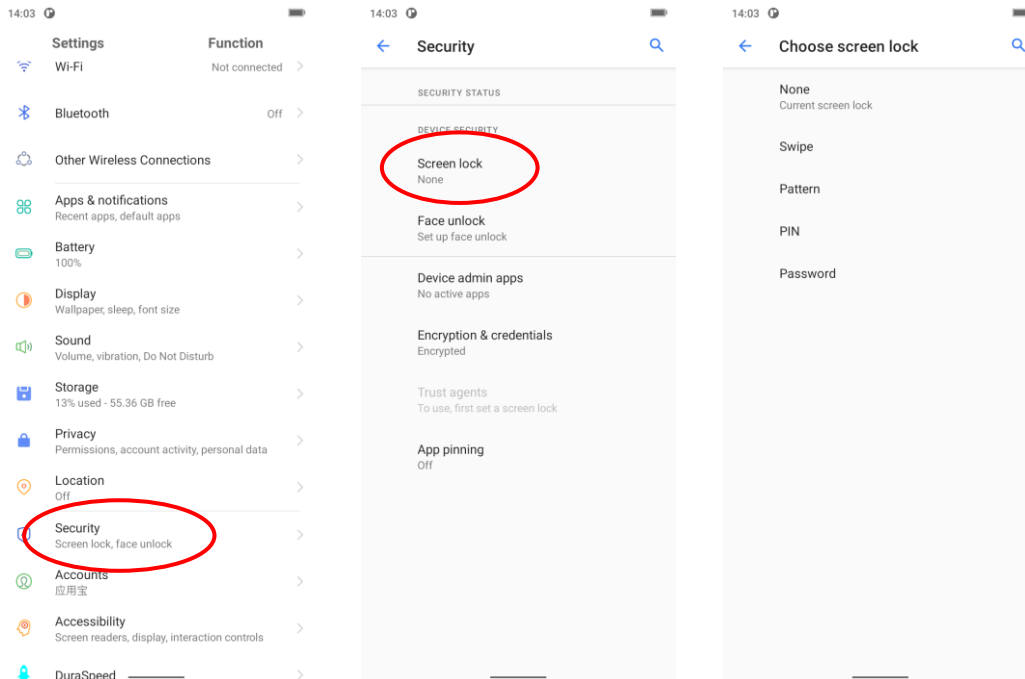 14:03
Settings Function
Wi-Fi Not connected
Bluetooth Off
Other Wireless Connections
Apps & notifications
Recent apps, default apps
Battery
100%
Display
Wallpaper, sleep, font size
Sound
Volume, vibration, Do Not Disturb
Storage
13% used - 55.36 GB free
Privacy
Permissions, account activity, personal data
Location
Off
Security
Screen lock, face unlock
Accounts
应用宝
Accessibility
Screen readers, display, interaction controls
DuraSpeed
14:03
Security
SECURITY STATUS
DEVICE SECURITY
Screen lock
None
Face unlock
Set up face unlock
Device admin apps
No active apps
Encryption & credentials
Encrypted
Trust agents
To use, first set a screen lock
App pinning
Off
14:03
Choose screen lock
None
Current screen lock
Swipe
Pattern
PIN
Password